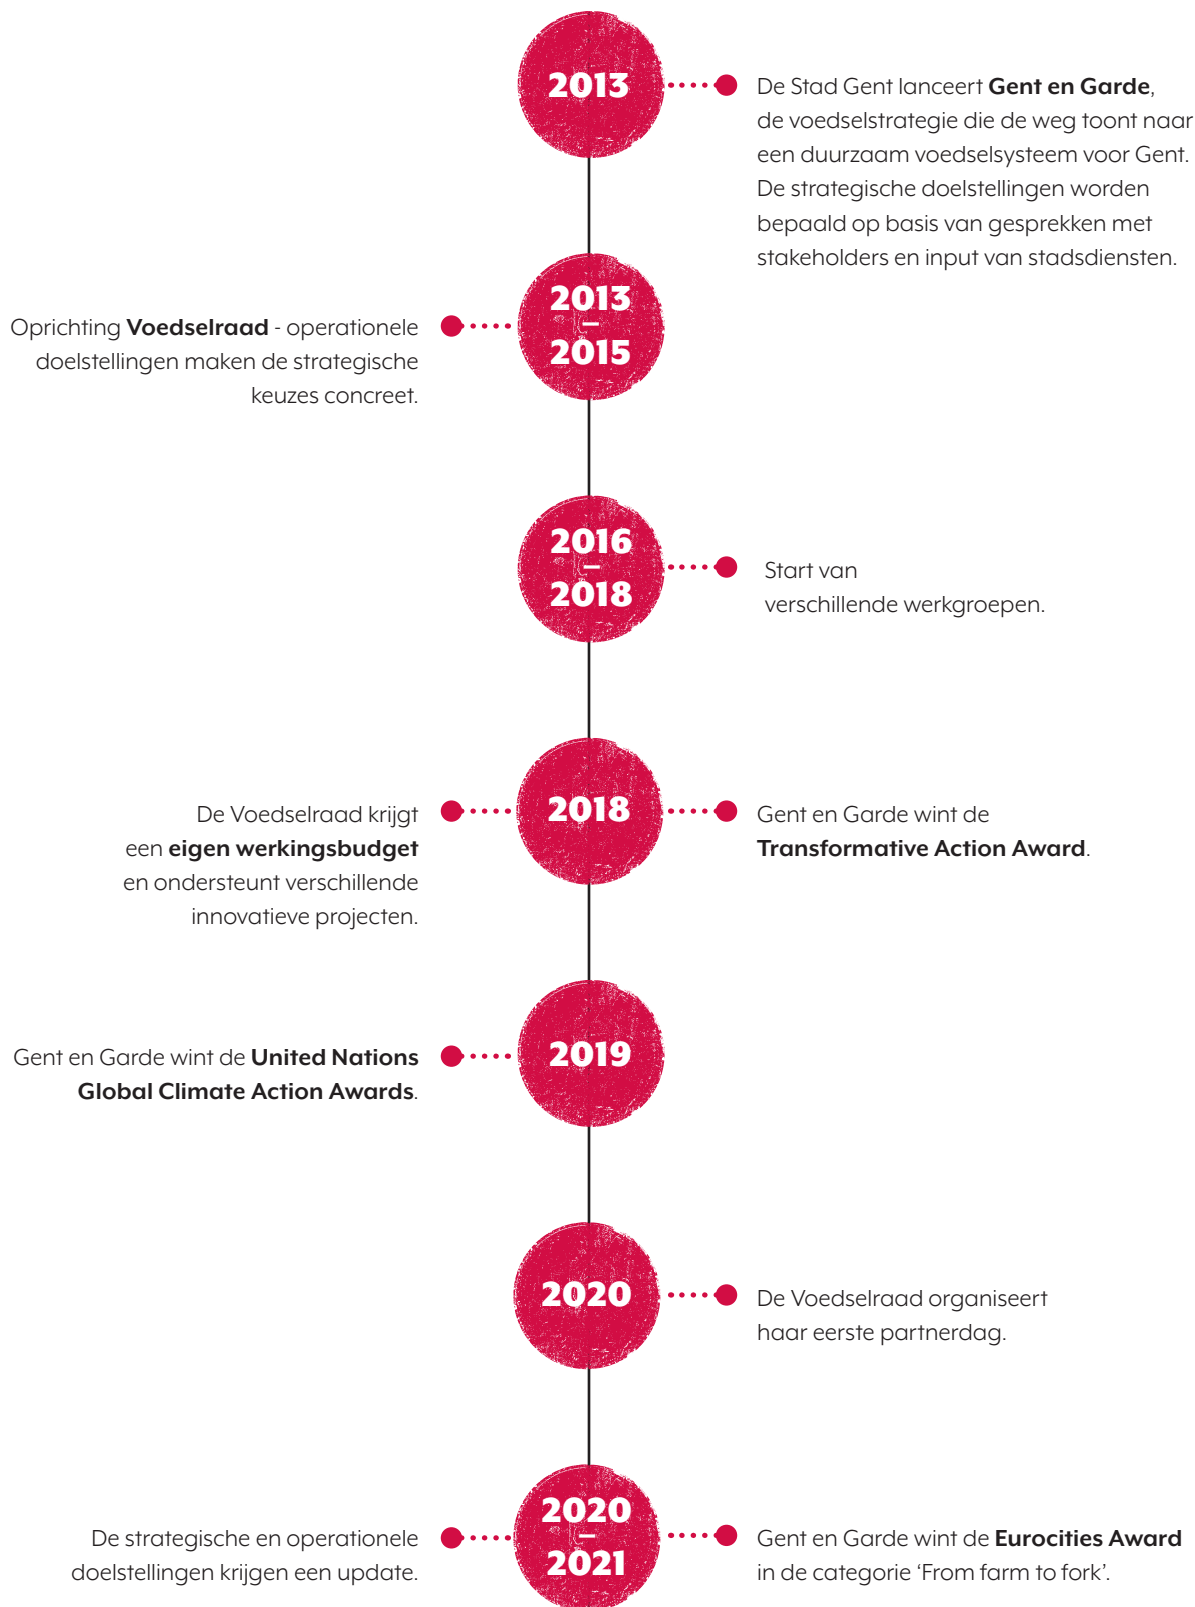 2013
De Stad Gent lanceert Gent en Garde,
de voedselstrategie die de weg toont naar
een duurzaam voedselsysteem voor Gent.
De strategische doelstellingen worden
bepaald op basis van gesprekken met
stakeholders en input van stadsdiensten.
2013
–
2015
Oprichting Voedselraad - operationele
doelstellingen maken de strategische
keuzes concreet.
2016
–
2018
Start van
verschillende werkgroepen.
2018
De Voedselraad krijgt
een eigen werkingsbudget
en ondersteunt verschillende
innovatieve projecten.
Gent en Garde wint de
Transformative Action Award.
2019
Gent en Garde wint de United Nations
Global Climate Action Awards.
2020
De Voedselraad organiseert
haar eerste partnerdag.
2020
–
2021
De strategische en operationele
doelstellingen krijgen een update.
Gent en Garde wint de Eurocities Award
in de categorie ‘From farm to fork’.